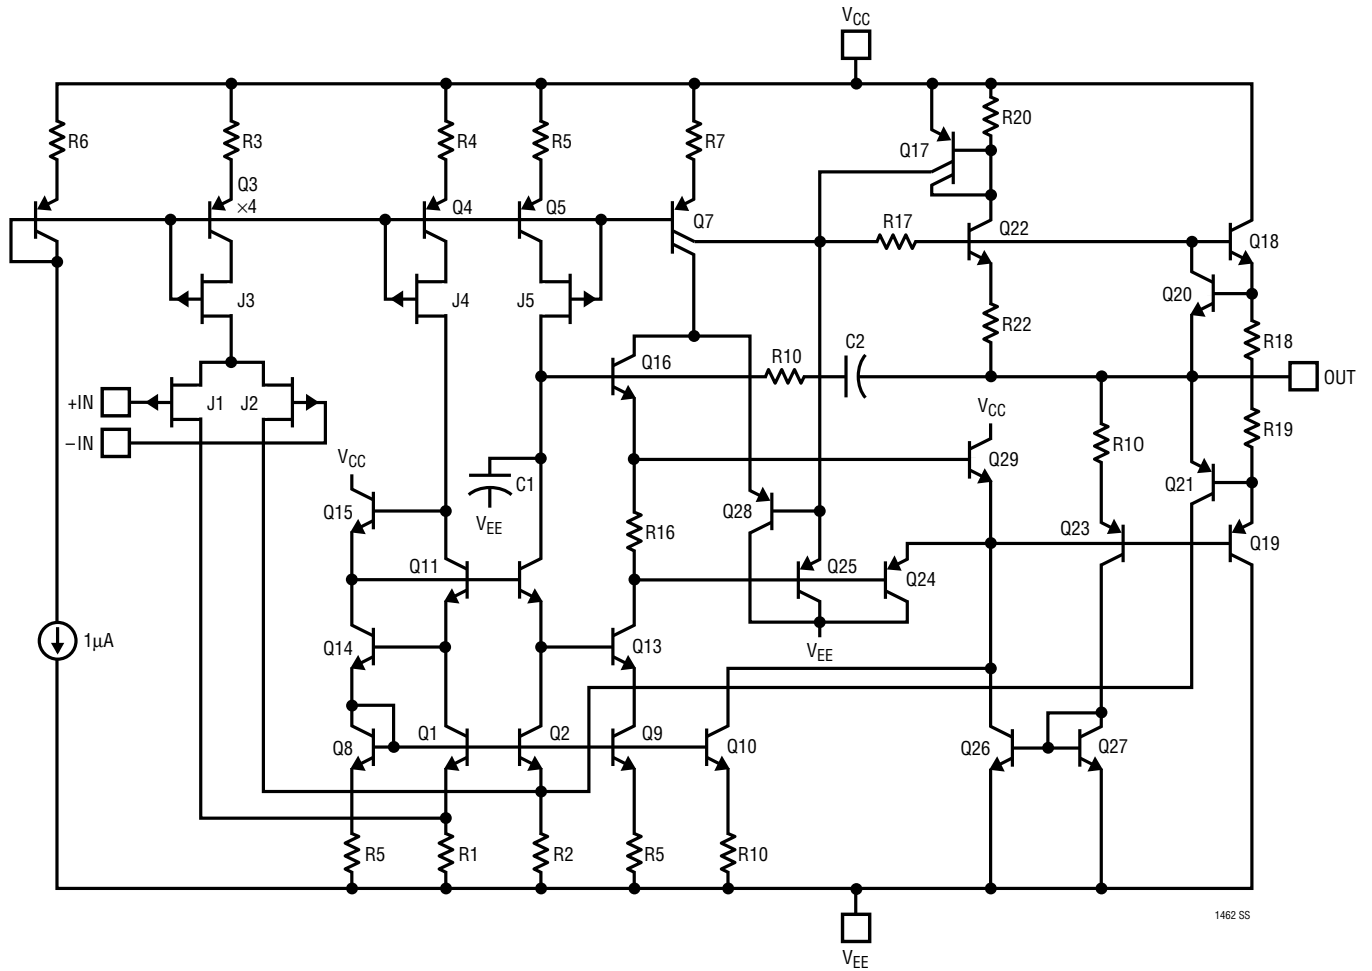 VCC
R6
R3
R4
R5
R7
R20
Q17
Q3
×4
Q4
Q5
Q7
R17
Q22
Q18
J3
J4
J5
Q20
R22
R18
Q16
R10
C2
OUT
+IN
J1
J2
–IN
VCC
R10
R19
VCC
Q29
C1
VEE
Q15
Q28
Q21
R16
Q11
Q25
Q24
Q23
Q19
1µA
Q14
Q13
VEE
Q8
Q1
Q2
Q9
Q10
Q26
Q27
R5
R1
R2
R5
R10
1462 SS
VEE